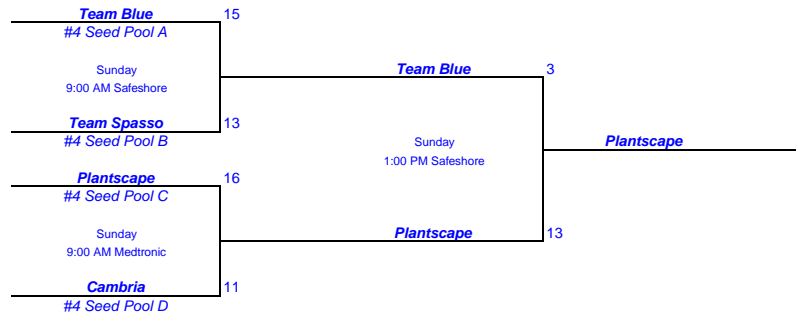 Team Blue 15
#4 Seed Pool A
Sunday
9:00 AM Safeshore
Team Blue 3
Team Spasso 13
#4 Seed Pool B
Sunday
1:00 PM Safeshore
Plantscape
Plantscape 16
#4 Seed Pool C
Sunday
9:00 AM Medtronic
Plantscape 13
Cambria 11
#4 Seed Pool D